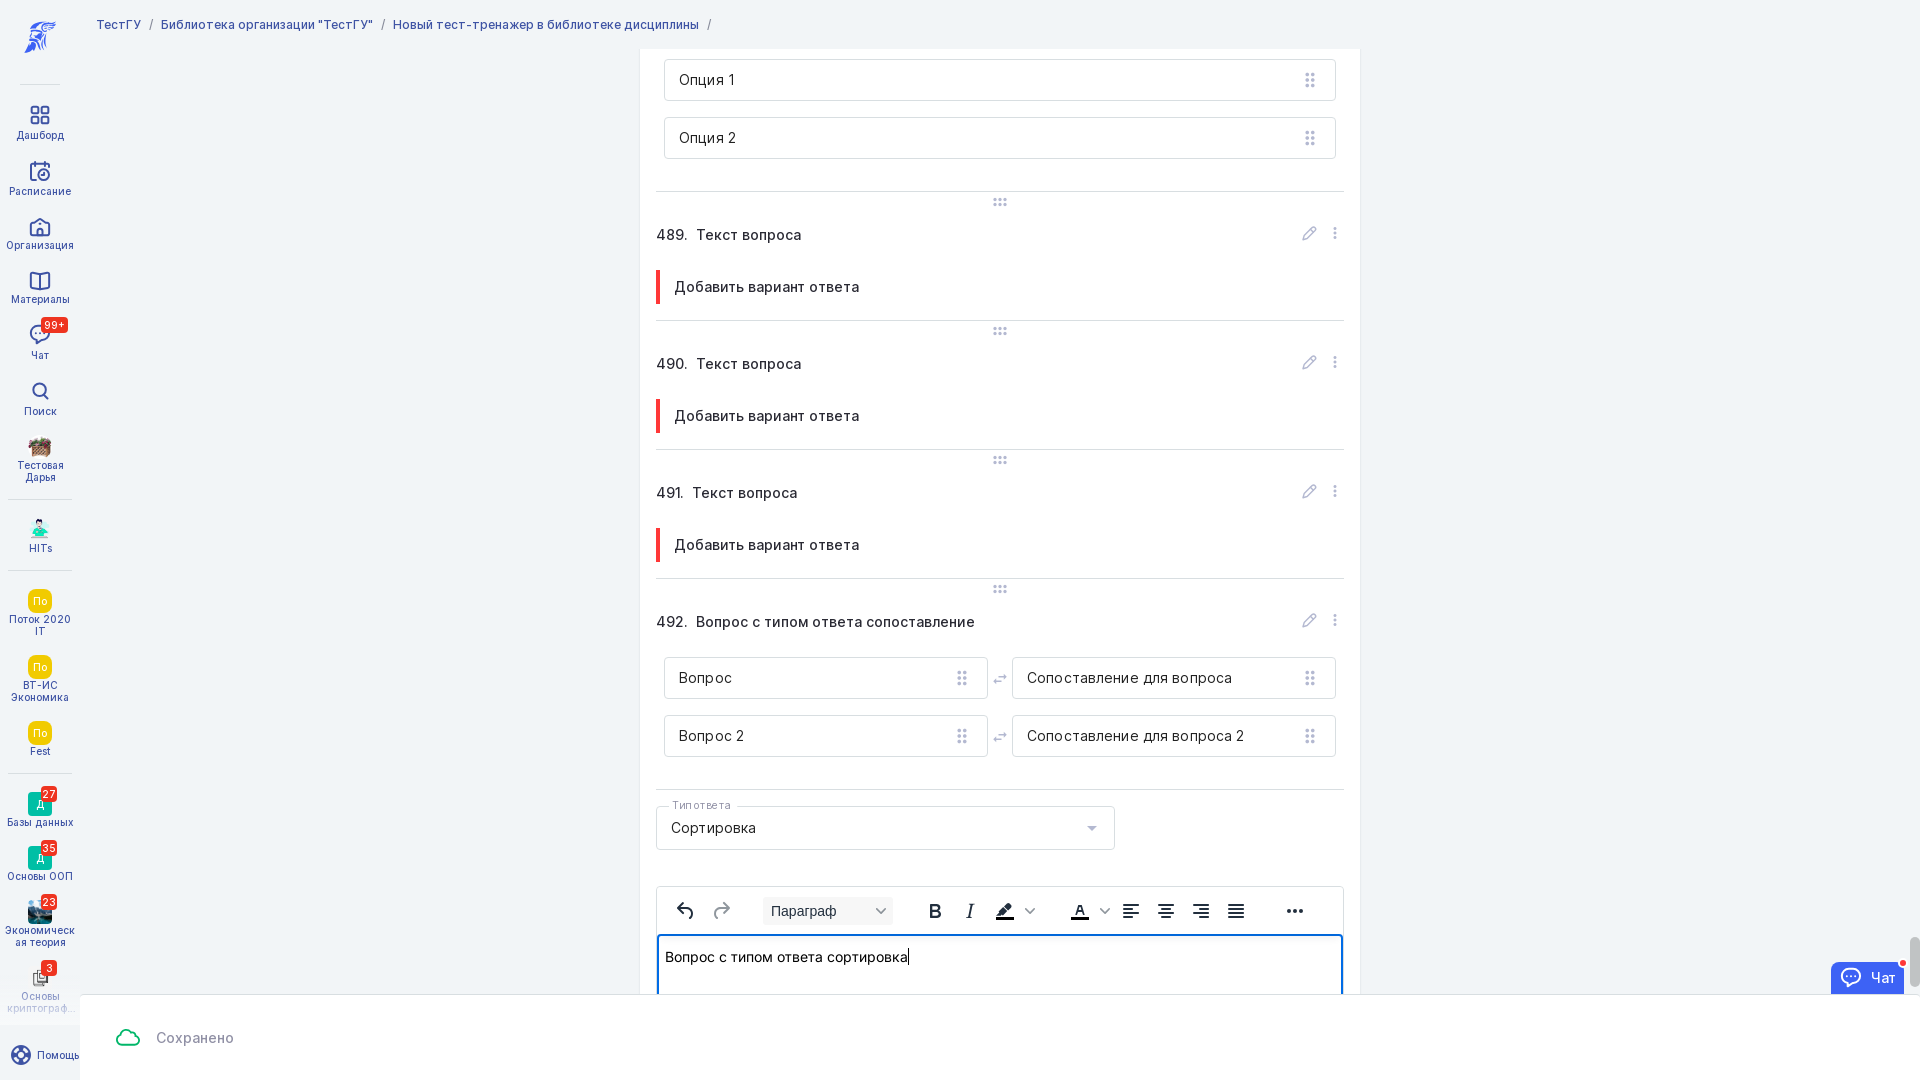 ТестГУ / Библиотека организации "ТестГУ" / Новый тест-тренажер в библиотеке дисциплины /
Дашборд
Расписание
Организация
Материалы
99+
Чат
Поиск
Тестовая
Дарья
HITs
По
Поток 2020
IT
По
ВТ-ИС
Экономика
По
Fest
27
Д
Базы данных
35
Д
Основы ООП
23
Экономическ
ая теория
3
Основы
криптограф...
Помощь
Опция 1
Опция 2
489. Текст вопроса
Добавить вариант ответа
490. Текст вопроса
Добавить вариант ответа
491. Текст вопроса
Добавить вариант ответа
492. Вопрос с типом ответа сопоставление
Вопрос
Сопоставление для вопроса
Вопрос 2
Сопоставление для вопроса 2
Тип ответа
Сортировка
Параграф
Вопрос с типом ответа сортировка
Чат
Сохранено